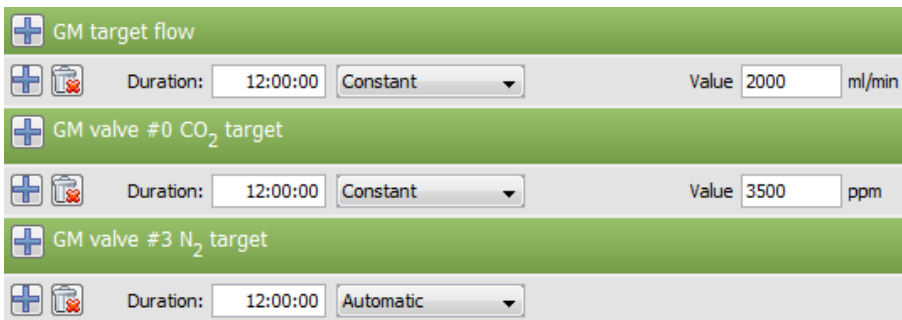 GM target flow
Duration: 12:00:00 Constant Value 2000 ml/min
GM valve #0 CO₂ target
Duration: 12:00:00 Constant Value 3500 ppm
GM valve #3 N₂ target
Duration: 12:00:00 Automatic